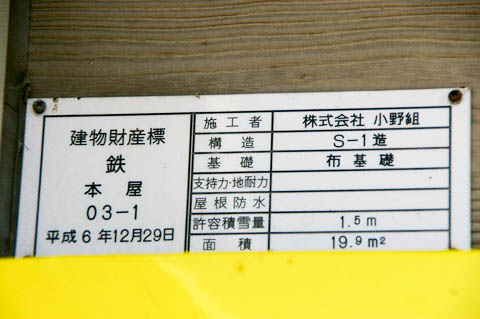 建物財産標
鉄
本屋
03-1
平成6年12月29日
施工者 株式会社 小野組
構造 S-1造
基礎 布基礎
支持力・地耐力
屋根防水
許容積雪量 1.5m
面積 19.9m²